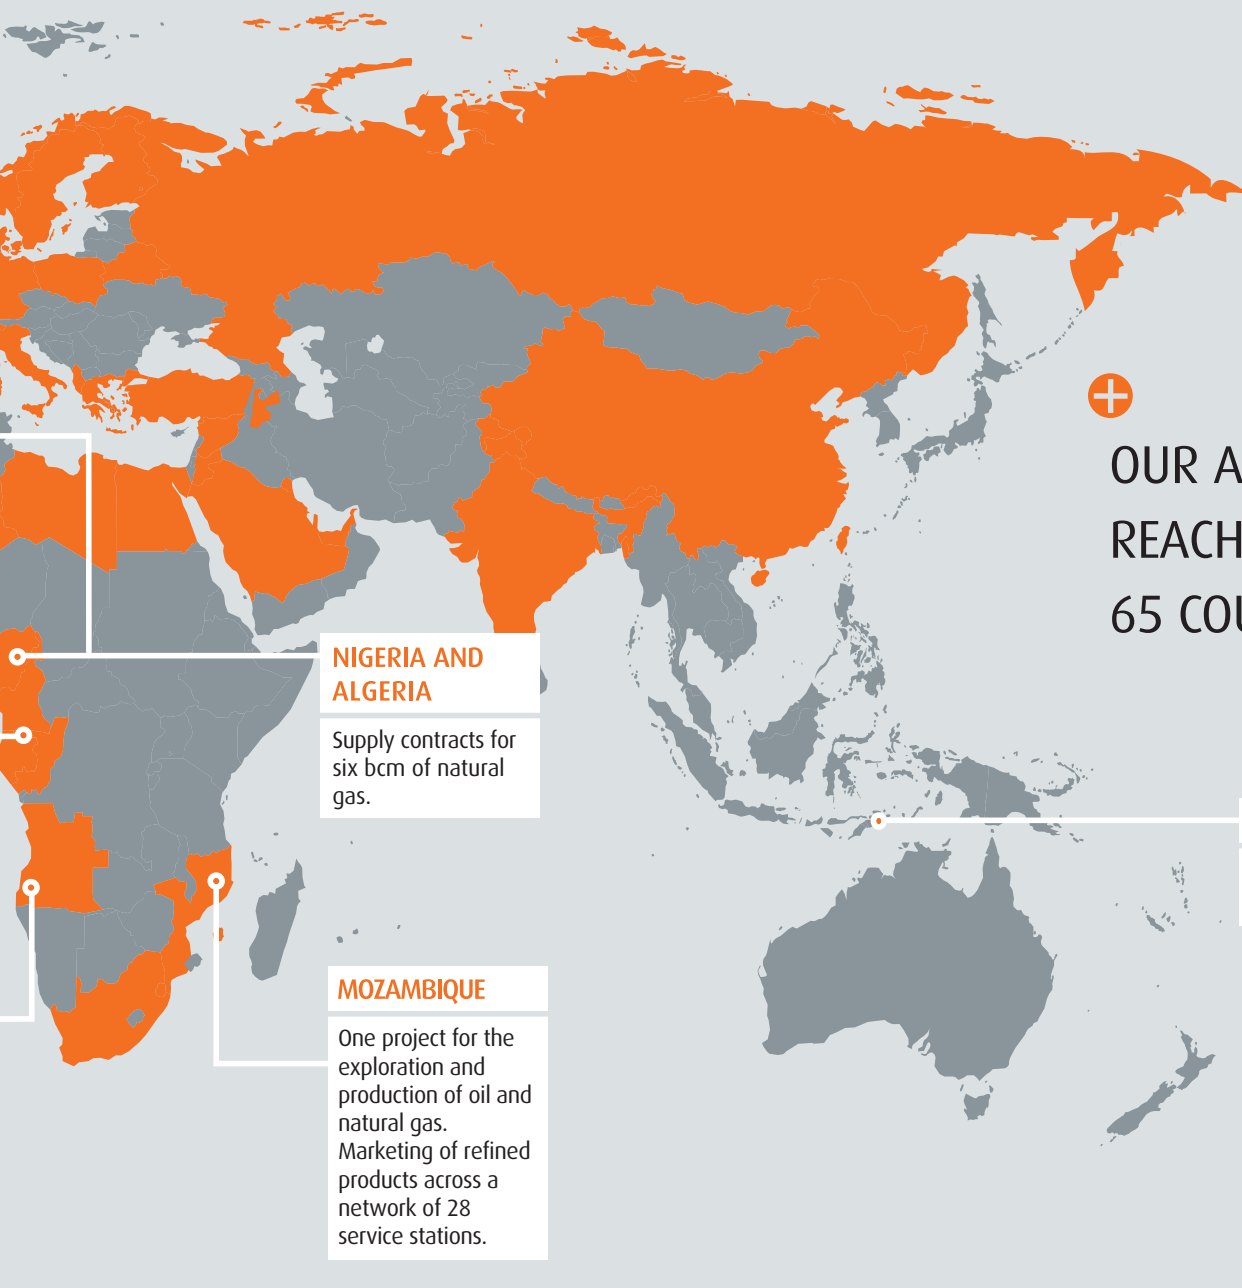 OUR A
REACH
65 COU
NIGERIA AND
ALGERIA
Supply contracts for
six bcm of natural
gas.
MOZAMBIQUE
One project for the
exploration and
production of oil and
natural gas.
Marketing of refined
products across a
network of 28
service stations.